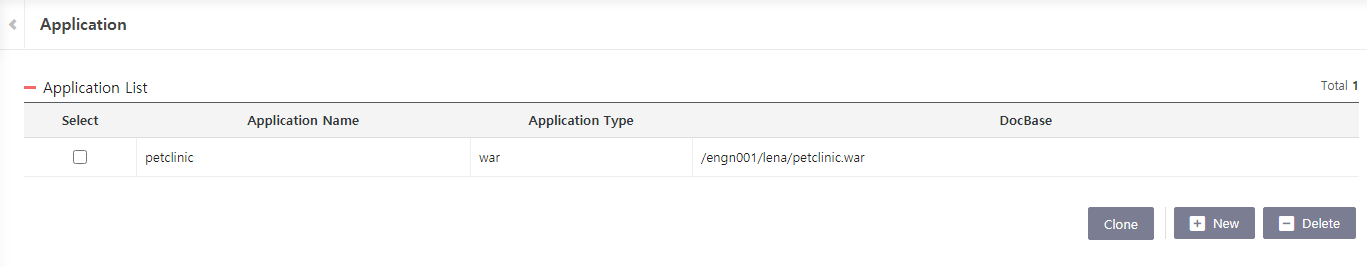 Application
Application List
Total 1
Select Application Name Application Type DocBase
petclinic war /engn001/lena/petclinic.war
Clone New Delete